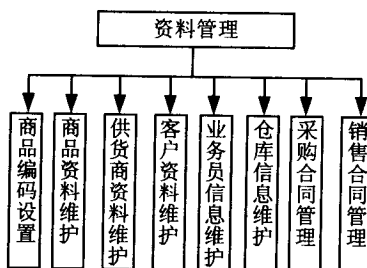 资料管理
商品编码设置
商品资料维护
供货商资料维护
客户资料维护
业务员信息维护
仓库信息维护
采购合同管理
销售合同管理